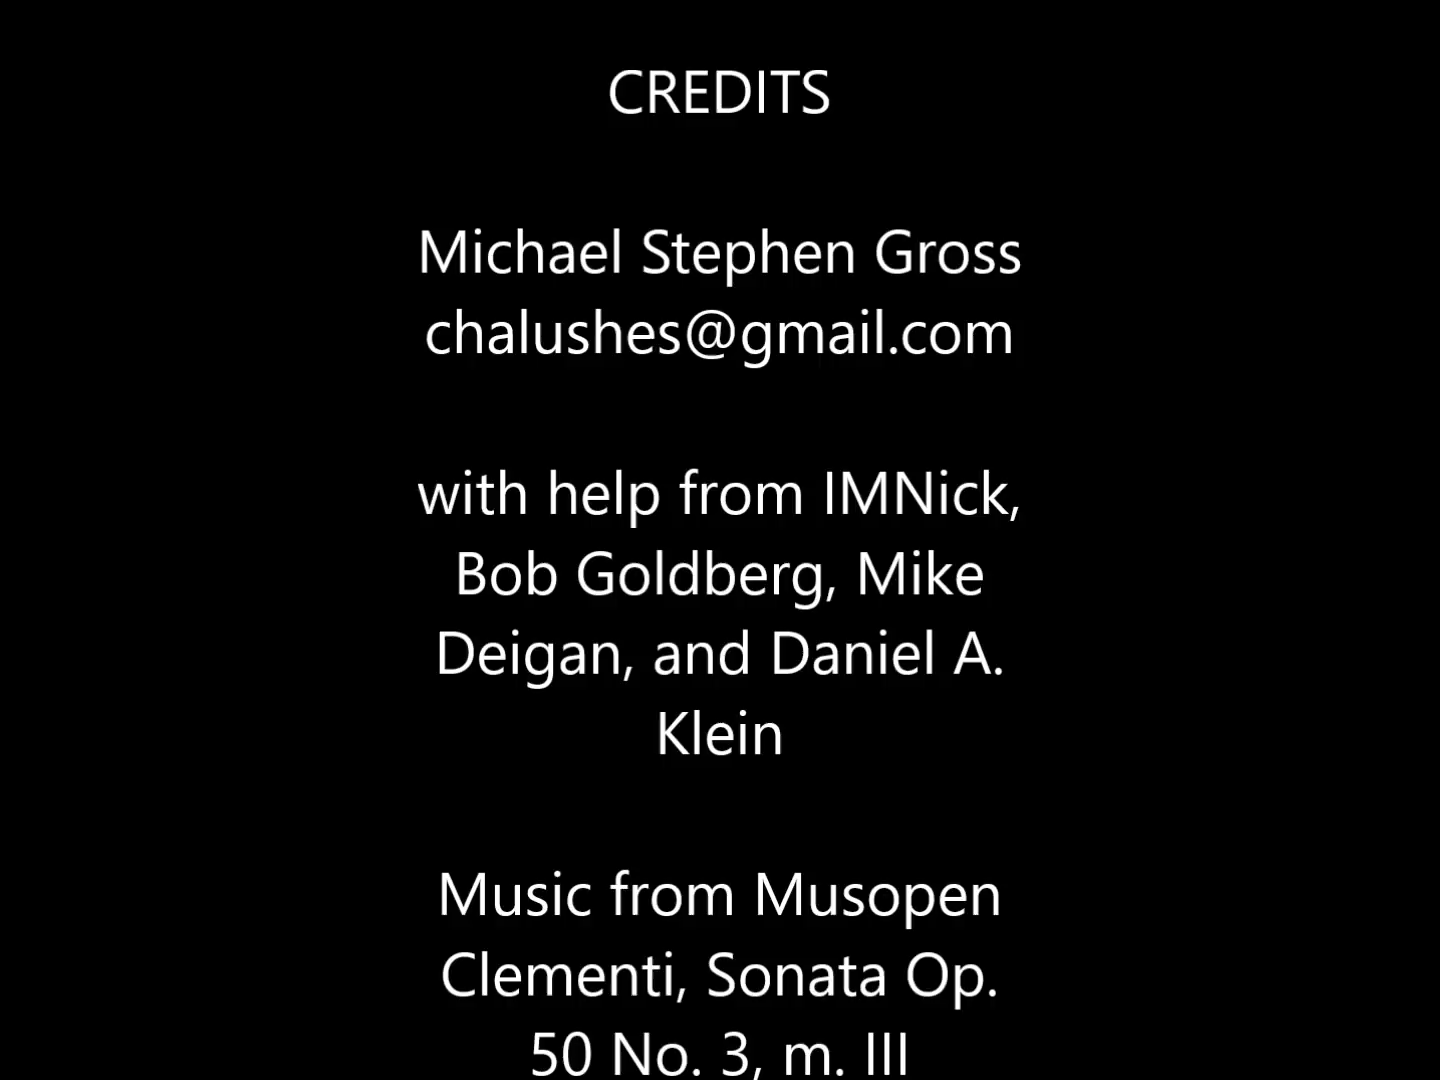 CREDITS
Michael Stephen Gross
chalushes@gmail.com
with help from IMNick,
Bob Goldberg, Mike
Deigan, and Daniel A.
Klein
Music from Musopen
Clementi, Sonata Op.
50 No. 3, m. III